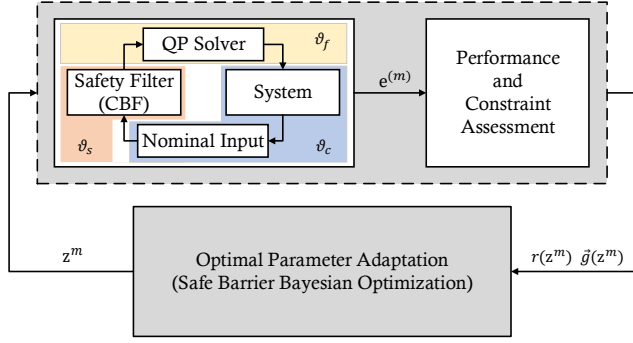 QP Solver
ϑ_f
Safety Filter
(CBF)
System
ϑ_s
Nominal Input
ϑ_c
e^(m)
Performance
and
Constraint
Assessment
z^m
Optimal Parameter Adaptation
(Safe Barrier Bayesian Optimization)
r(z^m) g⃗(z^m)